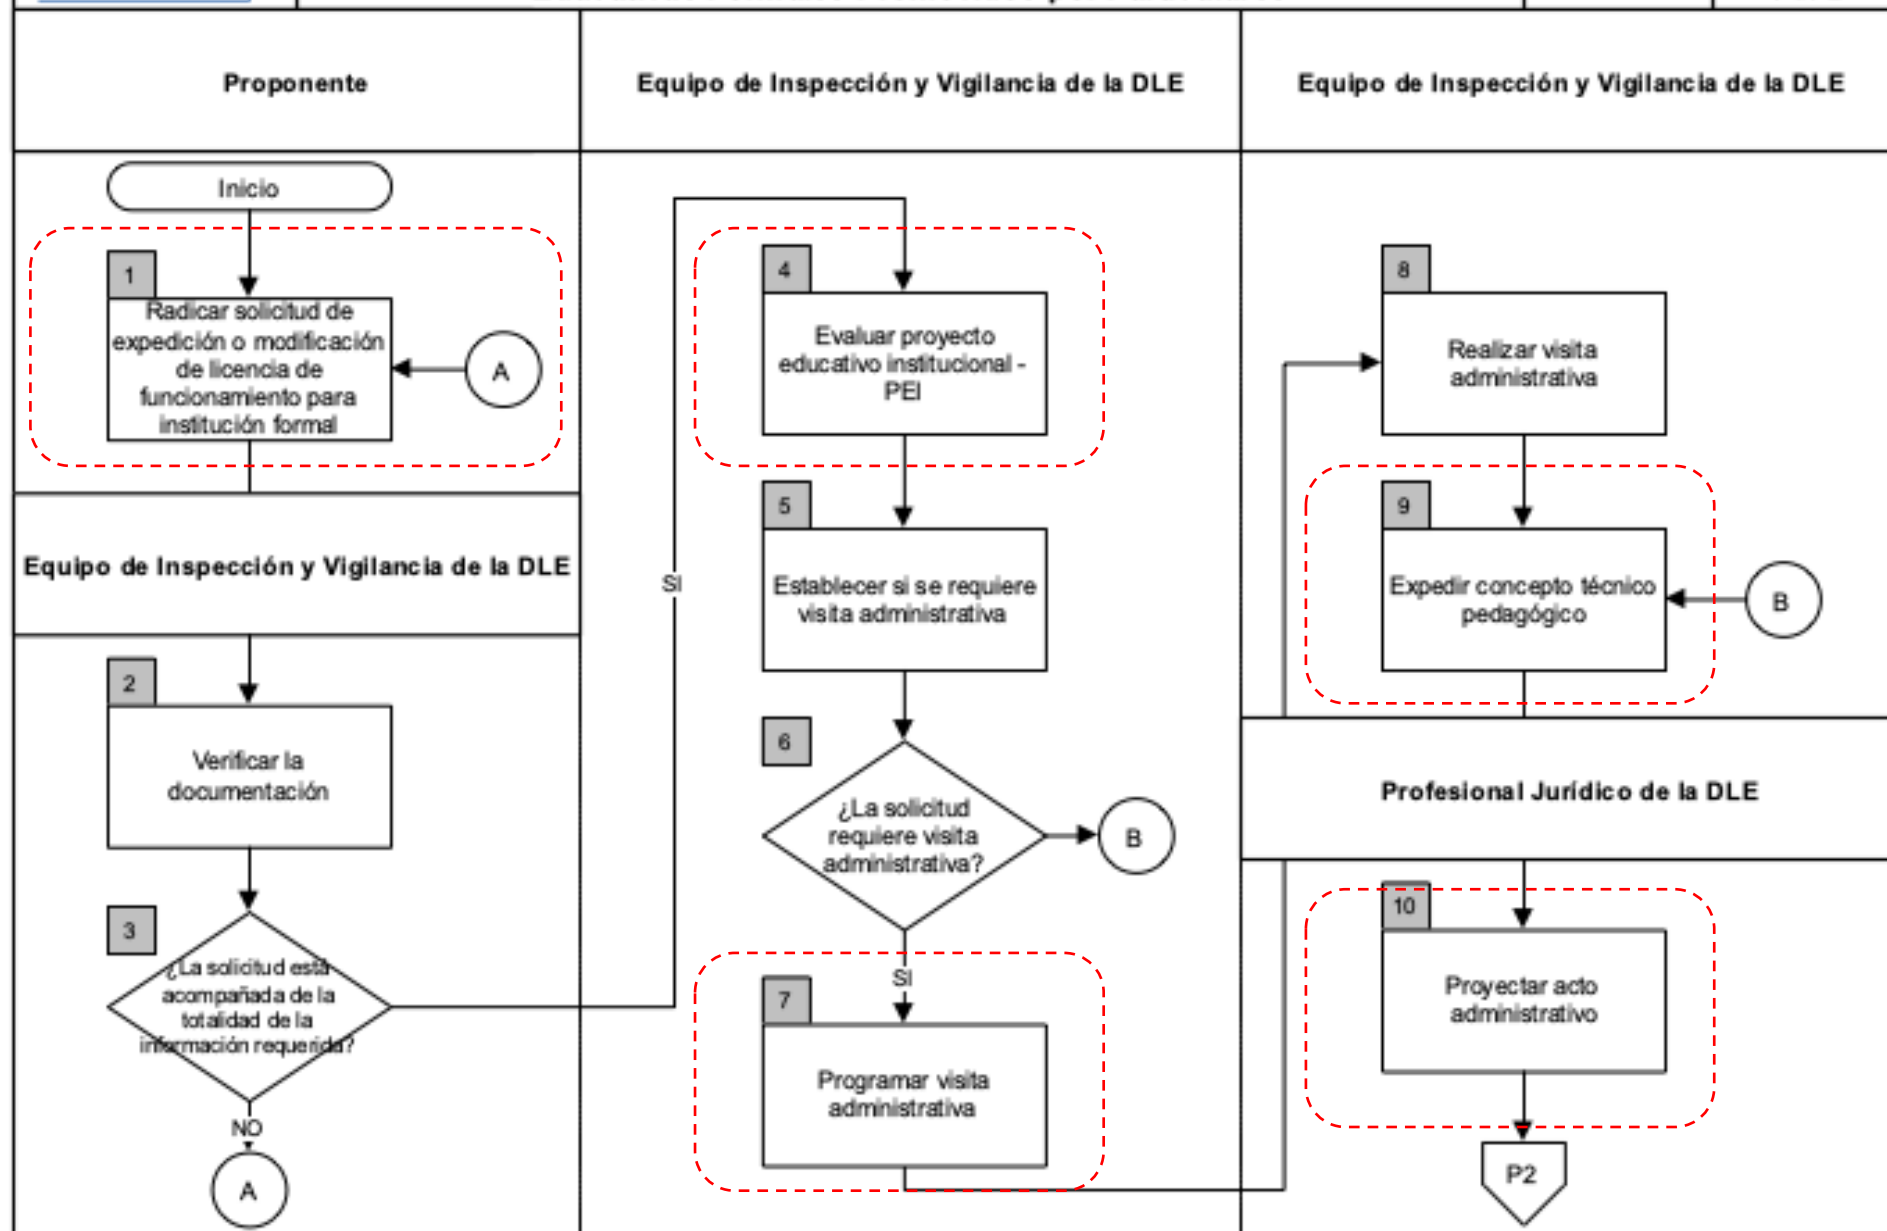 Proponente
Equipo de Inspección y Vigilancia de la DLE
Equipo de Inspección y Vigilancia de la DLE
Inicio
1
Radicar solicitud de
expedición o modificación
de licencia de
funcionamiento para
institución formal
A
Equipo de Inspección y Vigilancia de la DLE
2
Verificar la
documentación
3
¿La solicitud está
acompañada de la
totalidad de la
información requerida?
NO
A
SI
4
Evaluar proyecto
educativo institucional -
PEI
5
Establecer si se requiere
visita administrativa
6
¿La solicitud
requiere visita
administrativa?
B
SI
7
Programar visita
administrativa
8
Realizar visita
administrativa
9
Expedir concepto técnico
pedagógico
B
Profesional Jurídico de la DLE
10
Proyectar acto
administrativo
P2